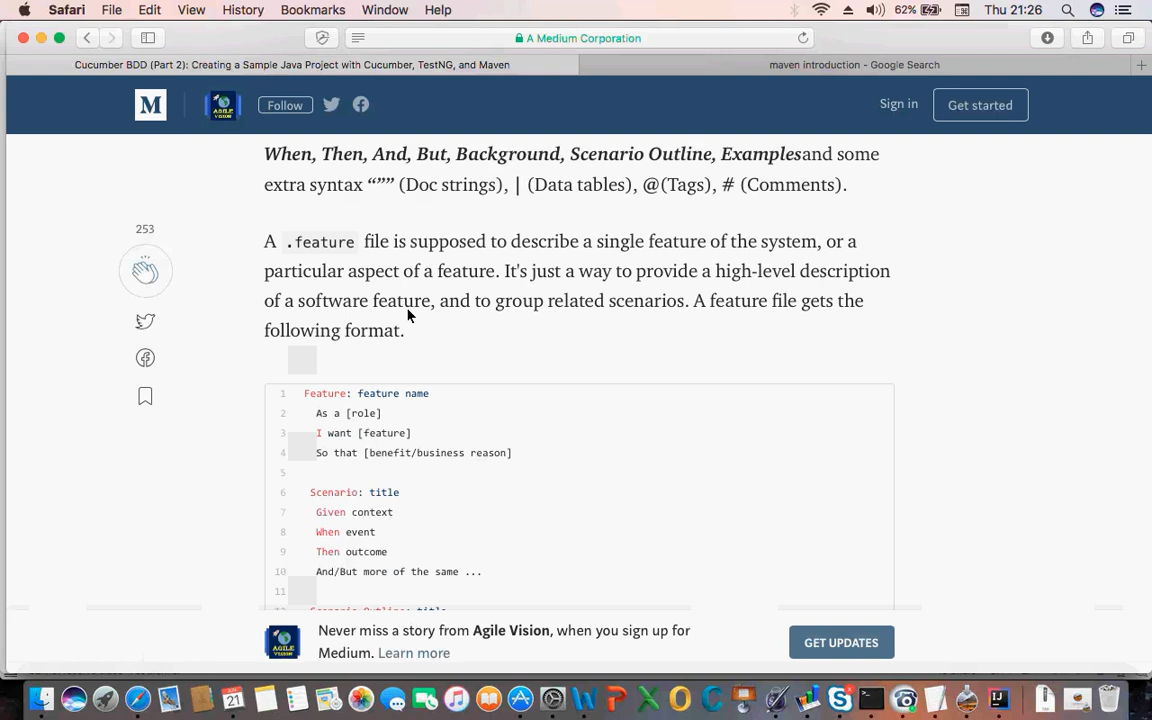 Safari File Edit View History Bookmarks Window Help 62% Thu 21:26
A Medium Corporation
Cucumber BDD (Part 2): Creating a Sample Java Project with Cucumber, TestNG, and Maven
maven introduction - Google Search
M AGILE VISION Follow Sign in Get started
When, Then, And, But, Background, Scenario Outline, Examplesand some
extra syntax “”” (Doc strings), | (Data tables), @(Tags), # (Comments).
253
A .feature file is supposed to describe a single feature of the system, or a
particular aspect of a feature. It's just a way to provide a high-level description
of a software feature, and to group related scenarios. A feature file gets the
following format.
1 Feature: feature name
2 As a [role]
3 I want [feature]
4 So that [benefit/business reason]
5
6 Scenario: title
7 Given context
8 When event
9 Then outcome
10 And/But more of the same ...
11
Scenario Outline: title
Never miss a story from Agile Vision, when you sign up for
Medium. Learn more
GET UPDATES